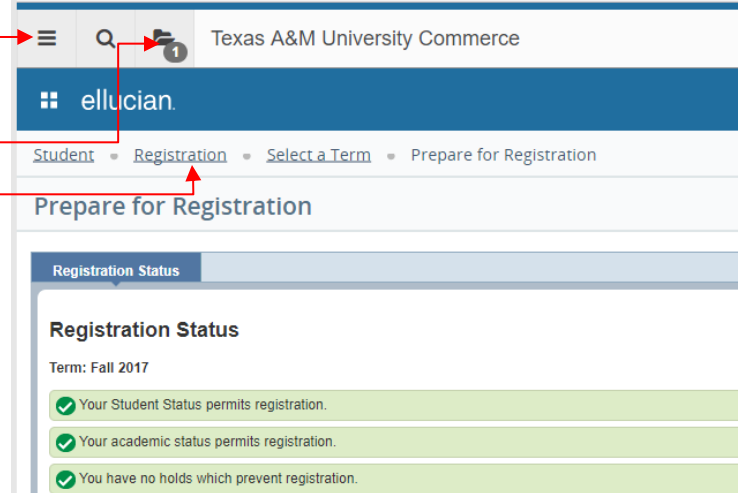 Texas A&M University Commerce
1
ellucian.
Student Registration Select a Term Prepare for Registration
Prepare for Registration
Registration Status
Registration Status
Term: Fall 2017
Your Student Status permits registration.
Your academic status permits registration.
You have no holds which prevent registration.